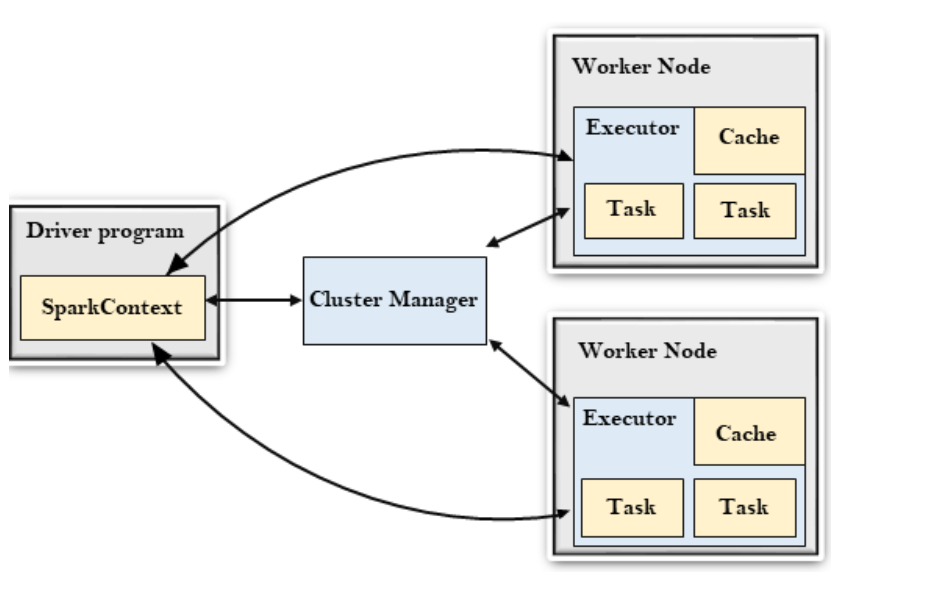 Worker Node
Executor
Cache
Task
Task
Driver program
SparkContext
Cluster Manager
Worker Node
Executor
Cache
Task
Task